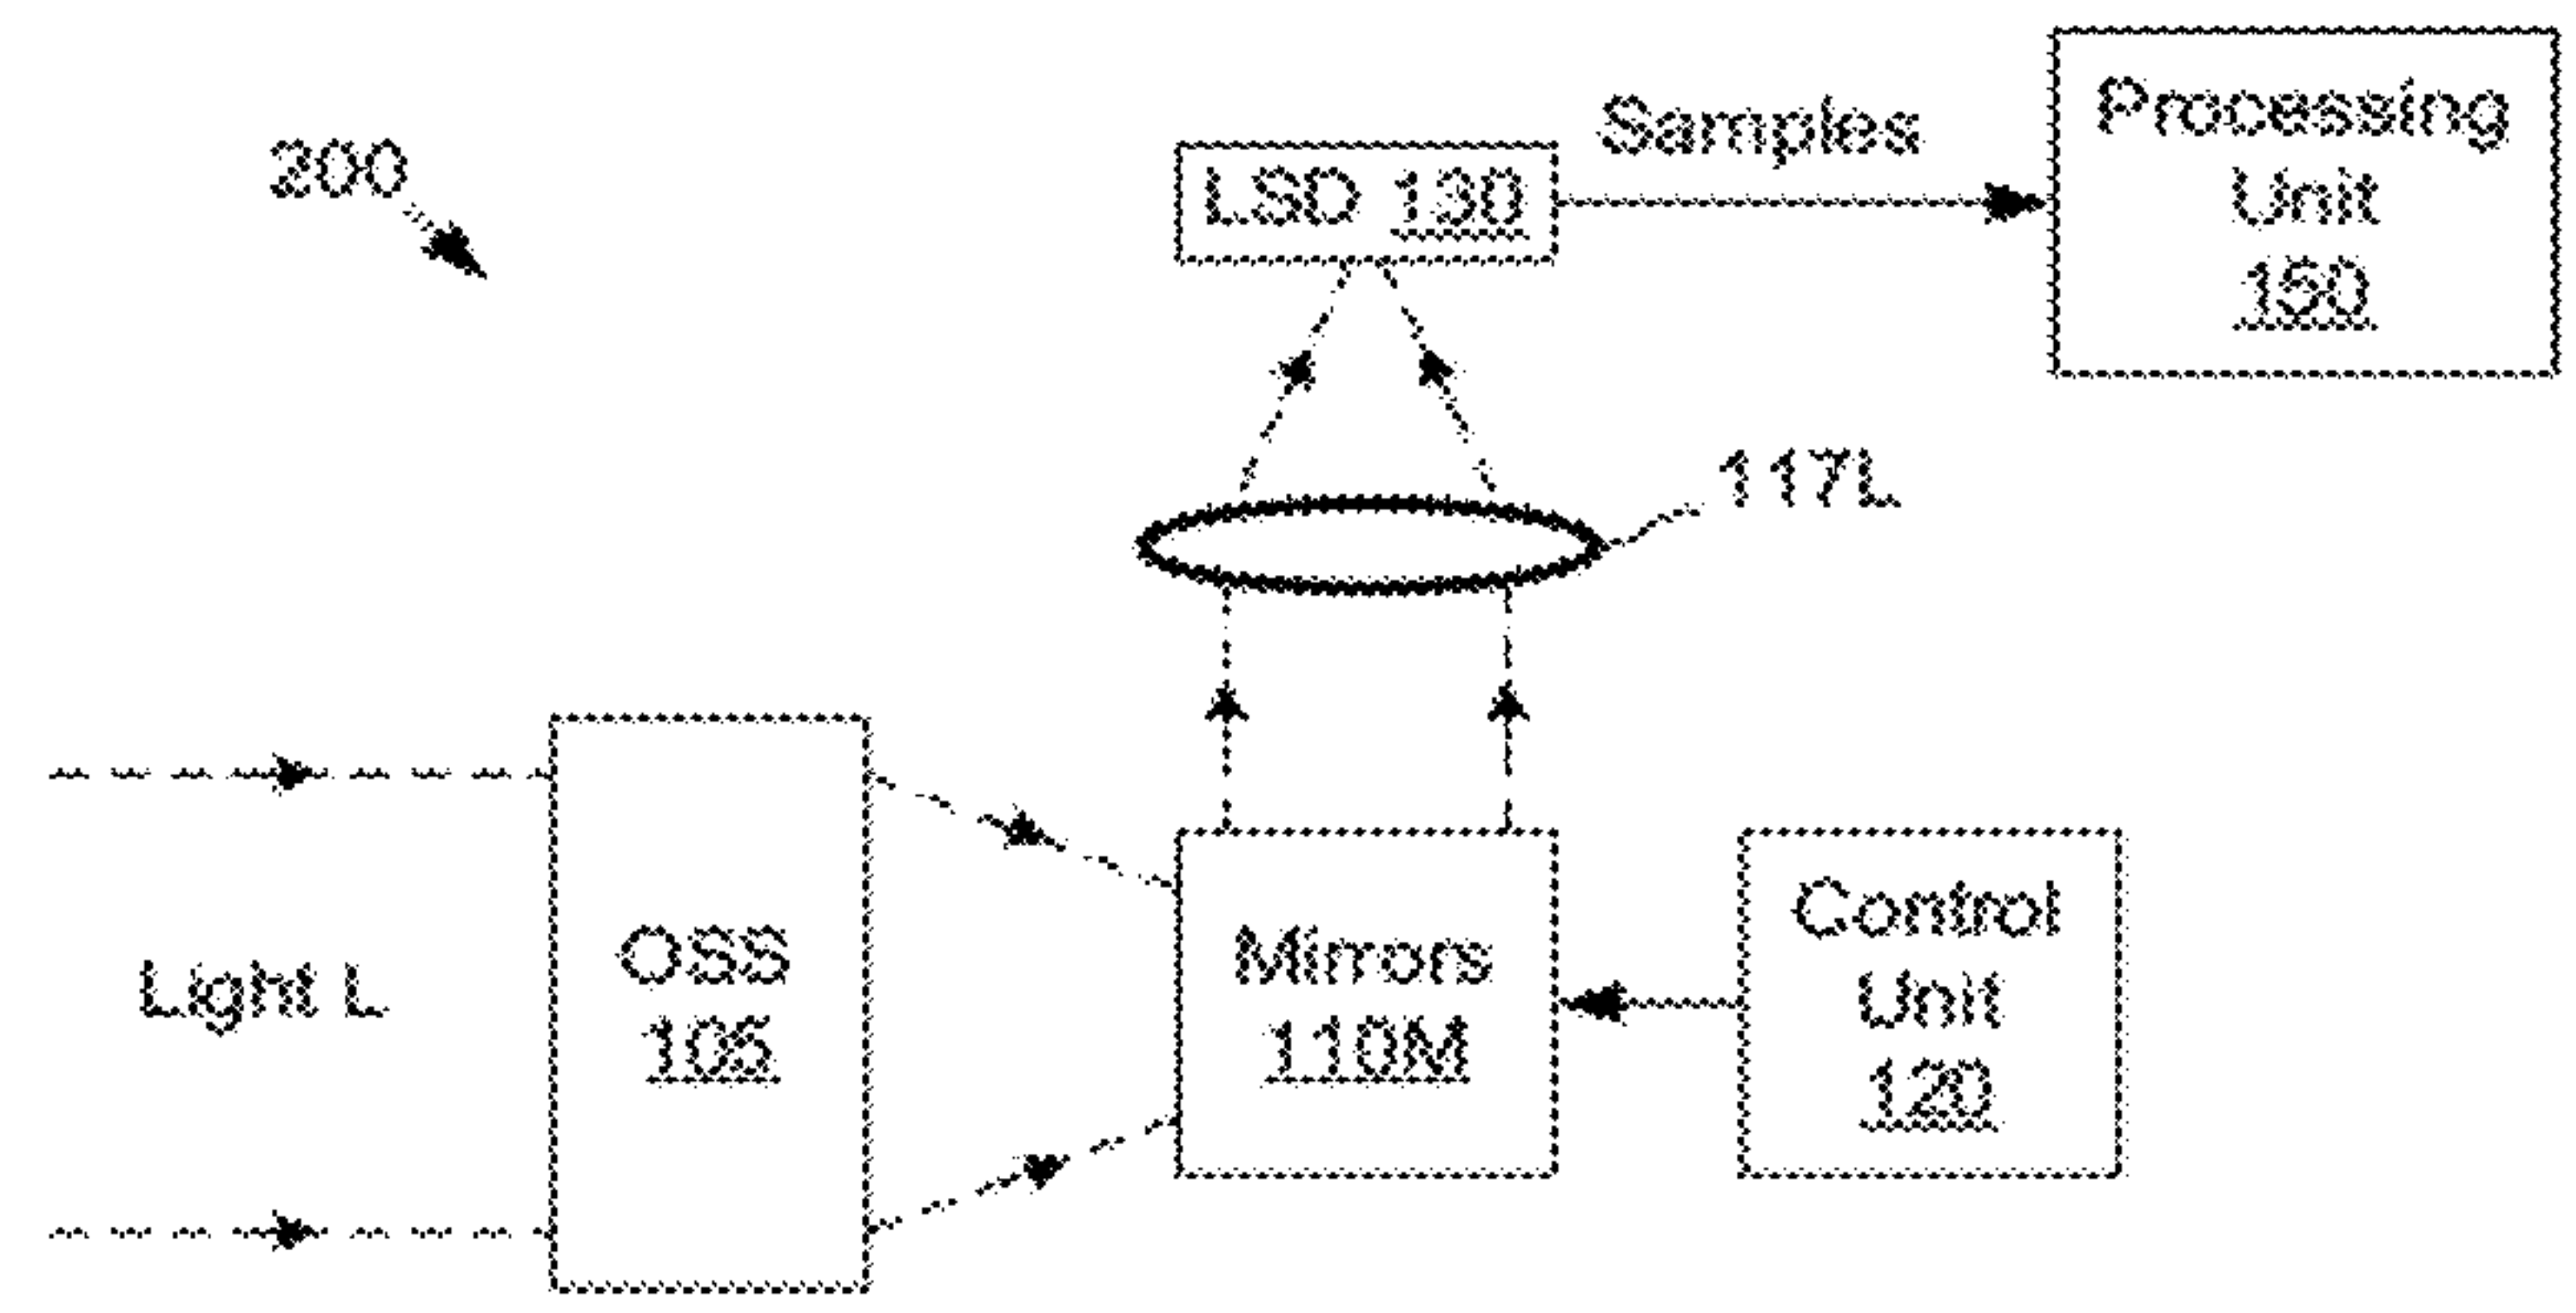 200
LSD 130
Samples
Processing
Unit
150
117L
Light L
OSS
105
Mirrors
110M
Control
Unit
120